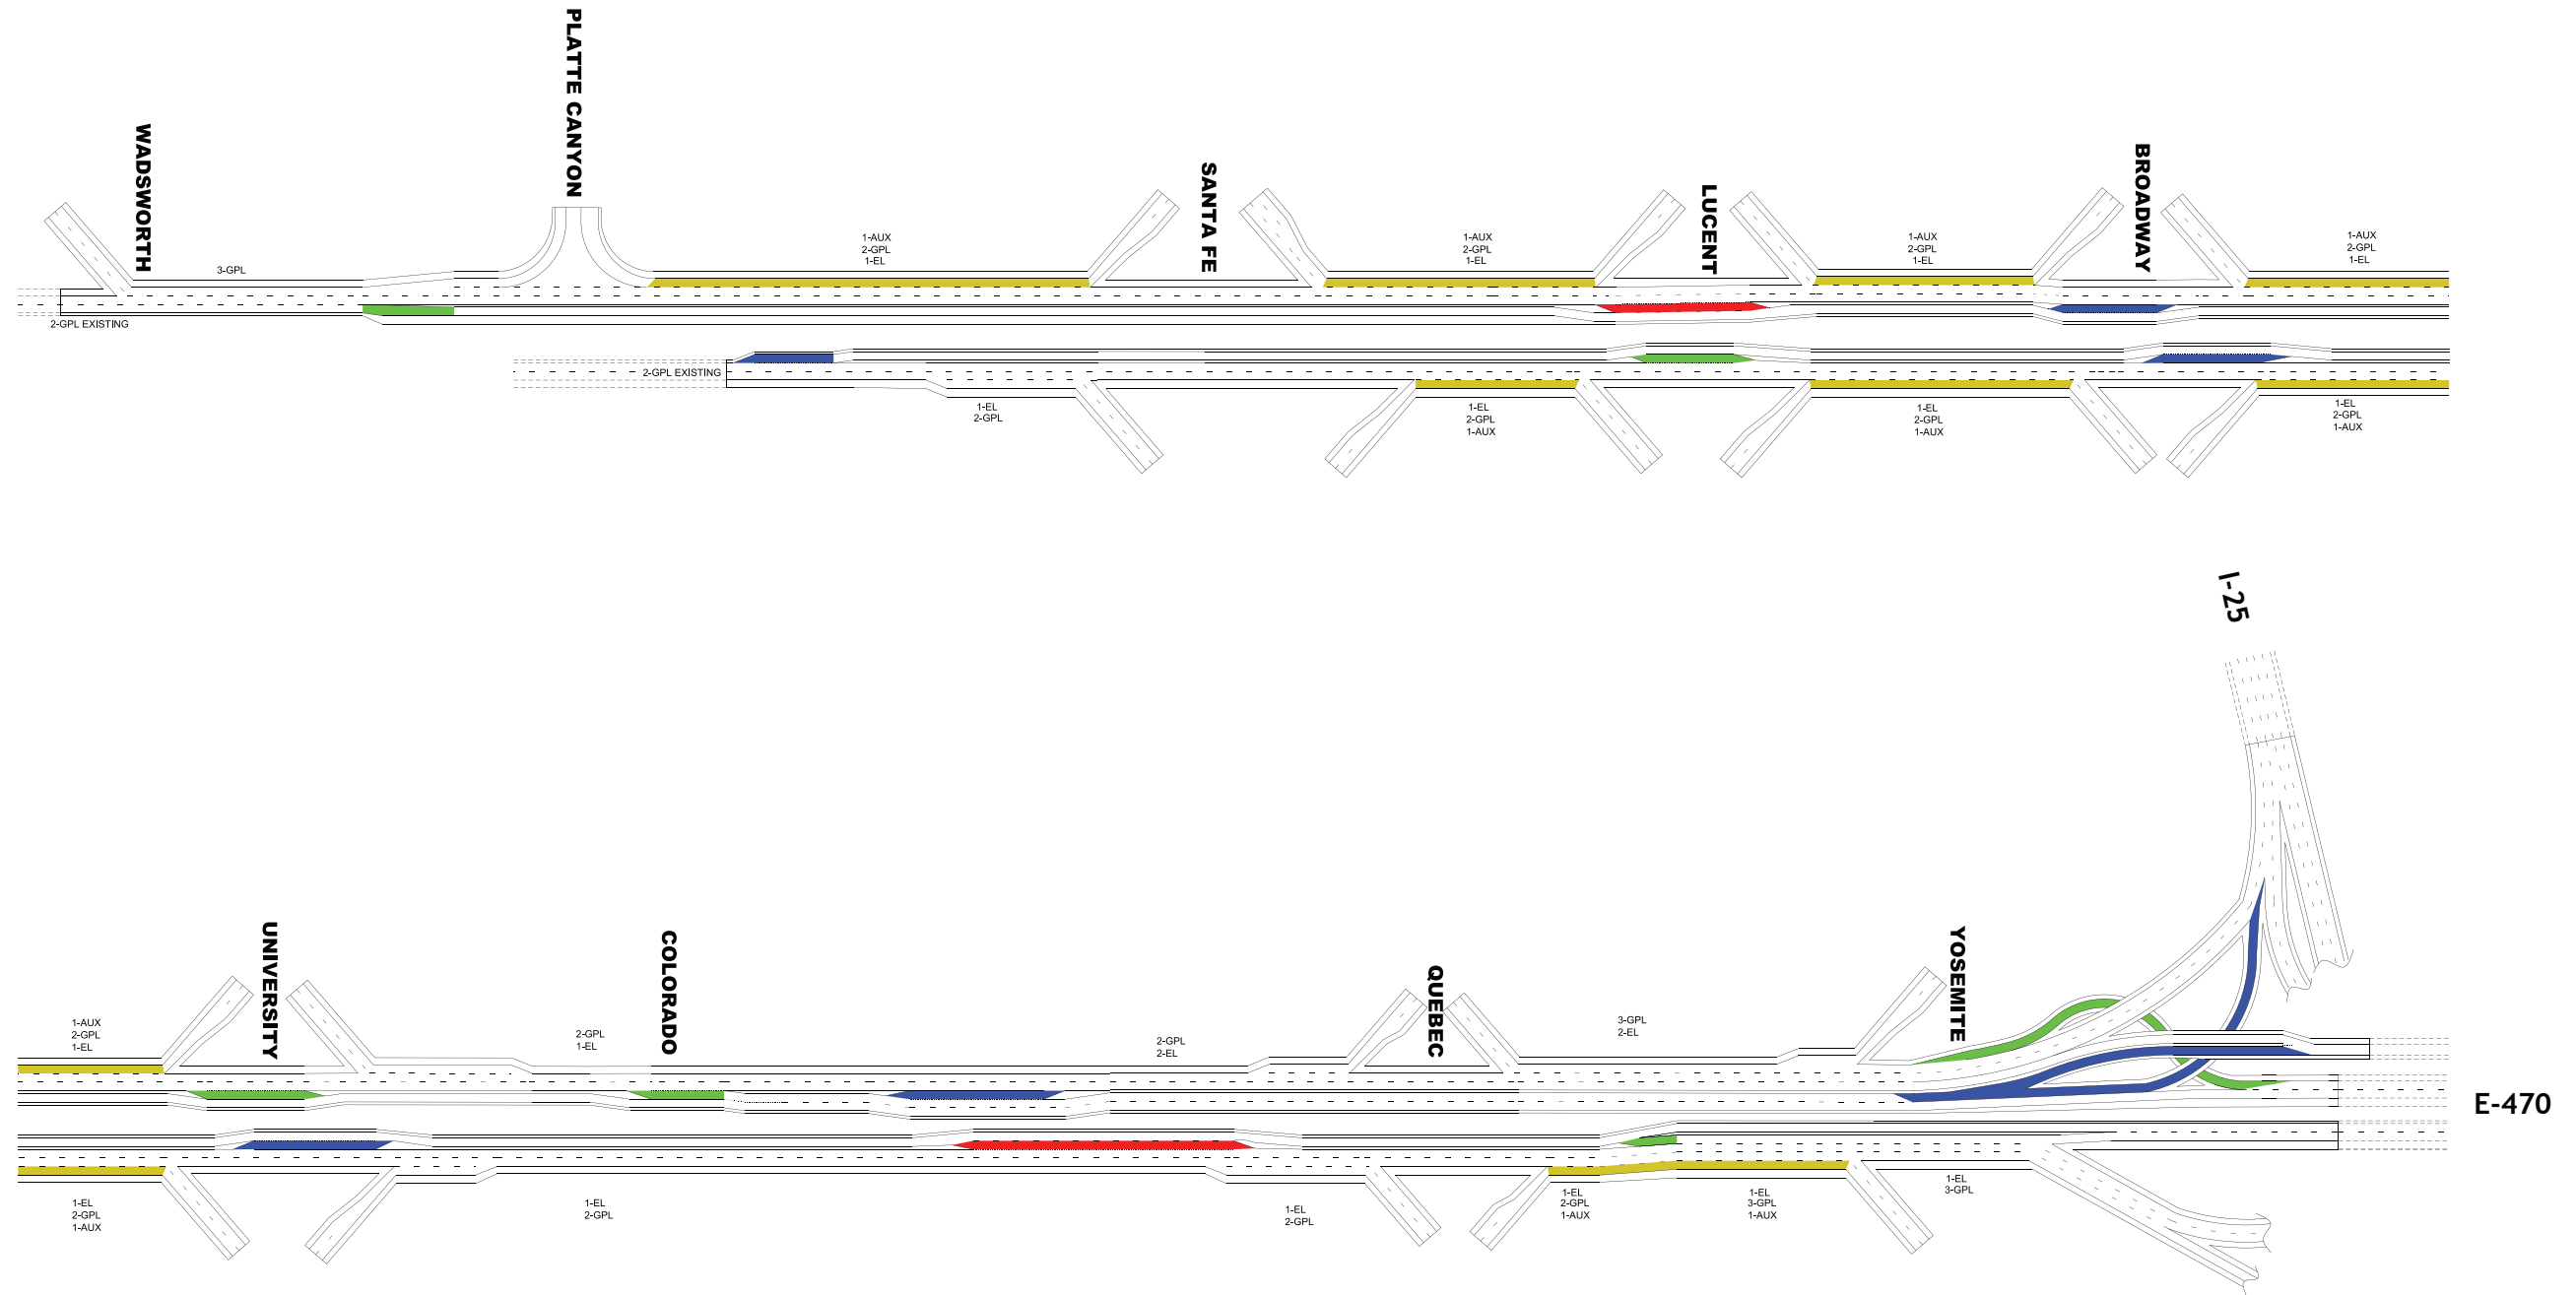 PLATTE CANYON
WADSWORTH
SANTA FE
LUCENT
BROADWAY
3-GPL
1-AUX
2-GPL
1-EL
1-AUX
2-GPL
1-EL
1-AUX
2-GPL
1-EL
1-AUX
2-GPL
1-EL
2-GPL EXISTING
2-GPL EXISTING
1-EL
2-GPL
1-EL
2-GPL
1-AUX
1-EL
2-GPL
1-AUX
1-EL
2-GPL
1-AUX
I-25
UNIVERSITY
COLORADO
QUEBEC
YOSEMITE
1-AUX
2-GPL
1-EL
2-GPL
1-EL
2-GPL
2-EL
3-GPL
2-EL
E-470
1-EL
2-GPL
1-AUX
1-EL
2-GPL
1-EL
2-GPL
1-EL
2-GPL
1-AUX
1-EL
3-GPL
1-AUX
1-EL
3-GPL